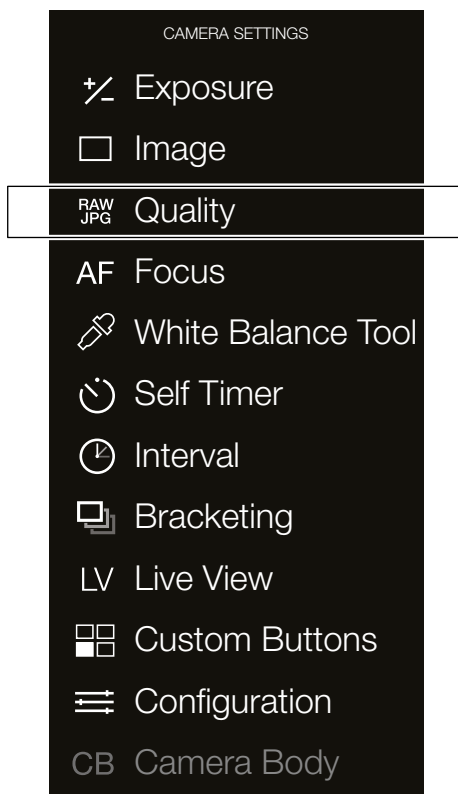 CAMERA SETTINGS
Exposure
Image
RAW JPG Quality
AF Focus
White Balance Tool
Self Timer
Interval
Bracketing
LV Live View
Custom Buttons
Configuration
CB Camera Body